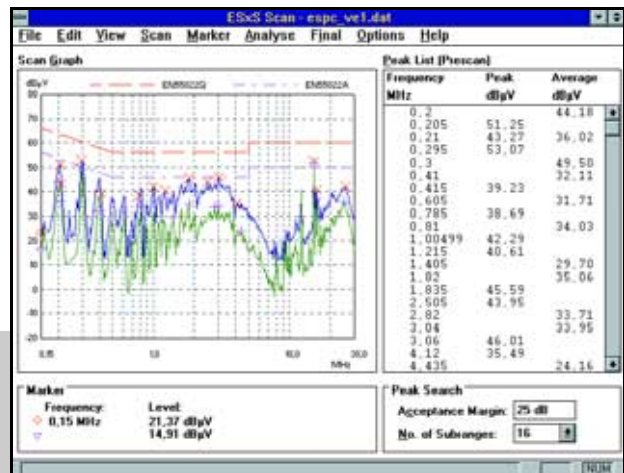 ESxS Scan - espc_ve1.dat
File Edit View Scan Marker Analyse Final Options Help
Scan Graph
dBµV EN55022Q EN55022A
80
70
60
50
40
30
20
10
0
-10
-20
0,15 1,0 10,0 30,0
MHz
Peak List (Prescan)
Frequency Peak Average
MHz dBµV dBµV
0,2 44,18
0,205 51,25
0,21 43,27 36,02
0,295 53,07
0,3 49,50
0,41 32,11
0,415 39,23
0,605 31,71
0,785 38,69
0,81 34,03
1,00499 42,29
1,215 40,61
1,405 29,70
1,82 35,06
1,835 45,59
2,505 43,95
2,82 33,71
3,04 33,95
3,06 46,01
4,12 35,49
4,435 24,16
Marker
Frequency: Level:
0,15 MHz 21,37 dBµV
14,91 dBµV
Peak Search
Acceptance Margin: 25 dB
No. of Subranges: 16
NUM